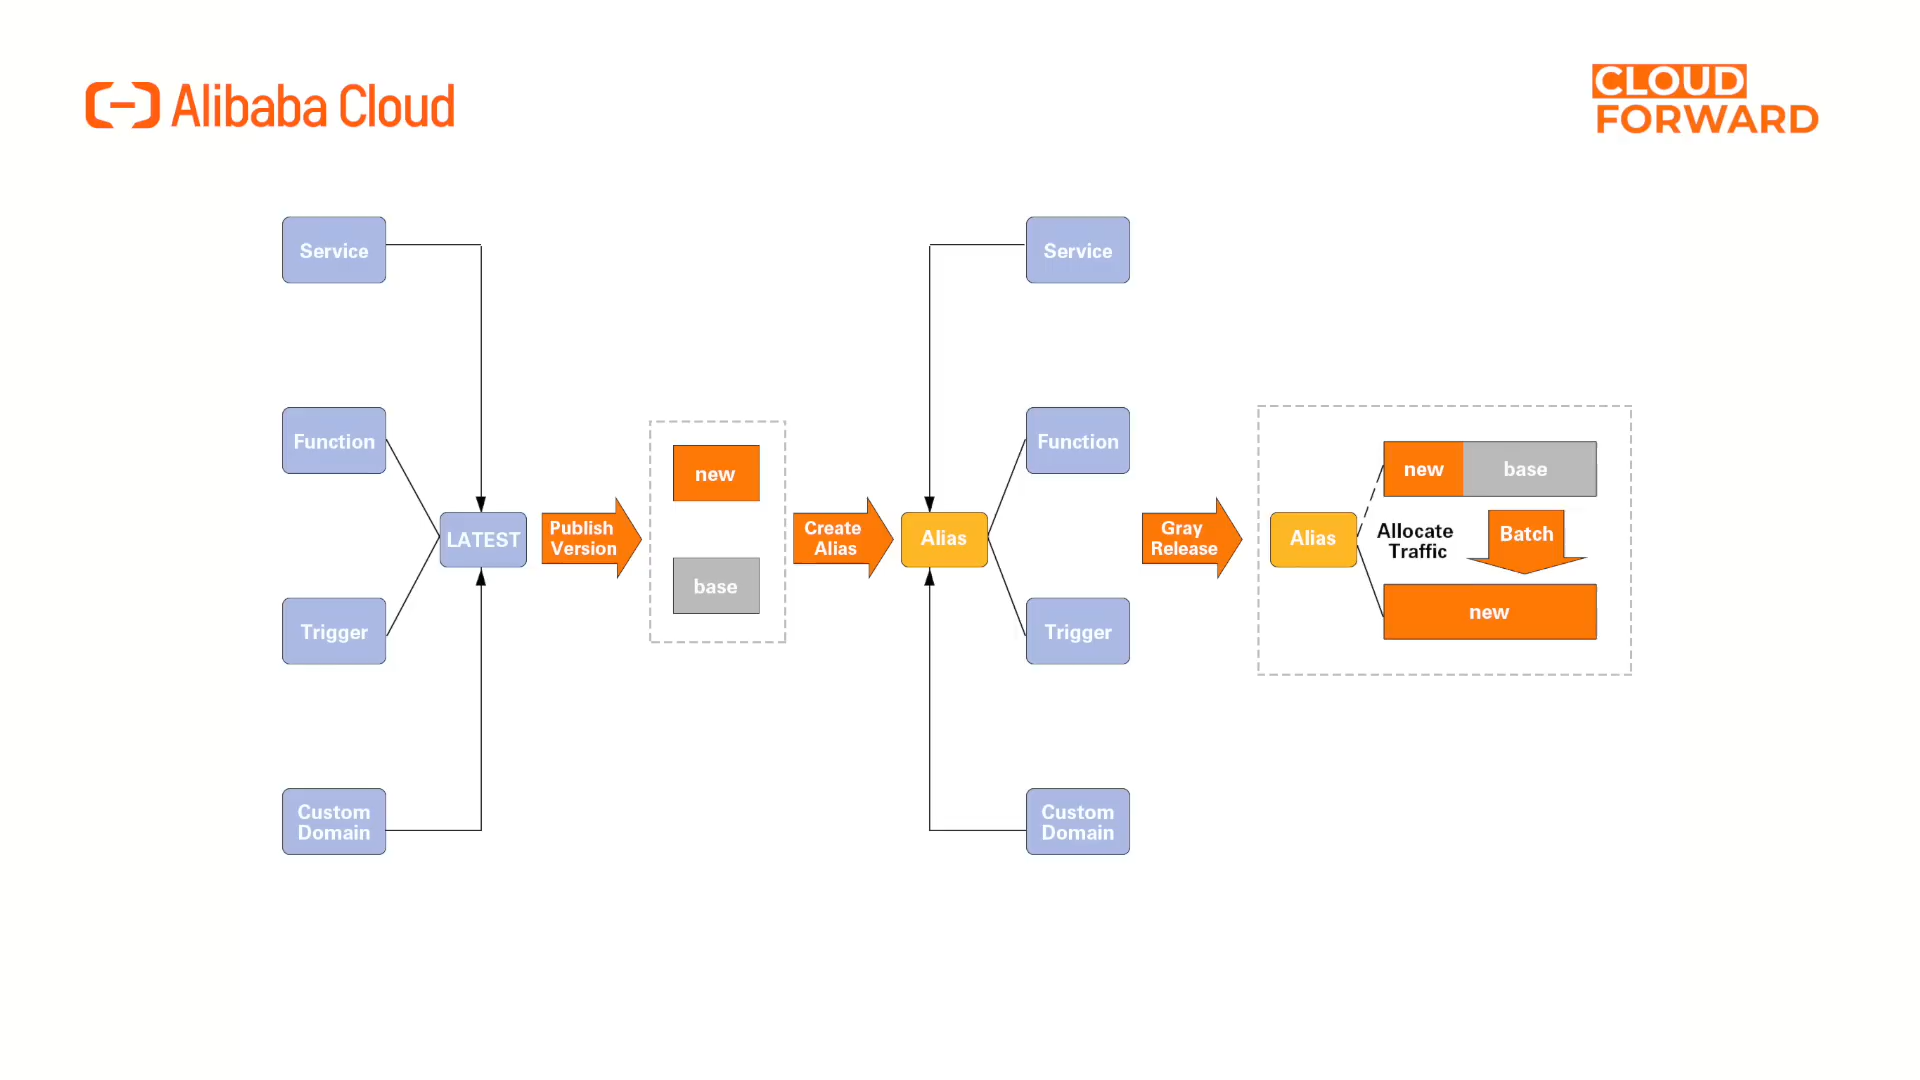 Alibaba Cloud
CLOUD
FORWARD
Service
Function
Trigger
Custom
Domain
LATEST
Publish
Version
new
base
Create
Alias
Alias
Service
Function
Trigger
Custom
Domain
Gray
Release
Alias
new
base
Allocate
Traffic
Batch
new